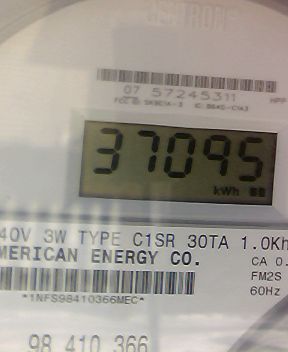 07 57245311
HPP
37095
kWh
40V 3W TYPE C1SR 30TA 1.0Kh
MERICAN ENERGY CO.
CA 0.
FM2S
60Hz
*1NFS98410366MEC*
98 410 366